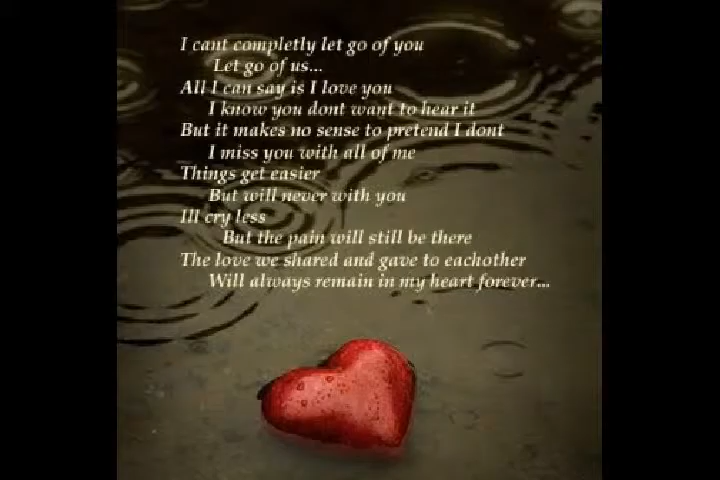 I cant completly let go of you
Let go of us...
All I can say is I love you
I know you dont want to hear it
But it makes no sense to pretend I dont
I miss you with all of me
Things get easier
But will never with you
Ill cry less
But the pain will still be there
The love we shared and gave to eachother
Will always remain in my heart forever...